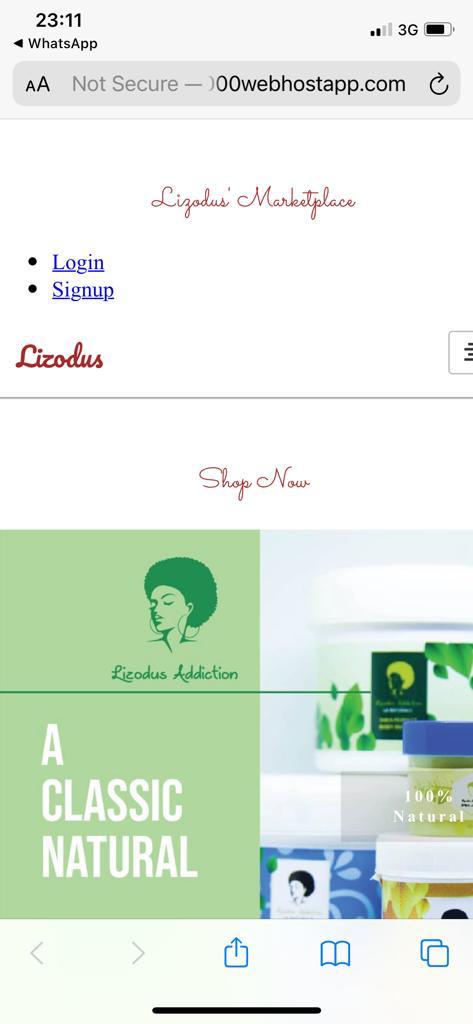 23:11
3G
◀ WhatsApp
AA Not Secure — 00webhostapp.com
Lizodus' Marketplace
• Login
• Signup
Lizodus
Shop Now
Lizodus Addiction
A
CLASSIC
NATURAL
100%
Natural